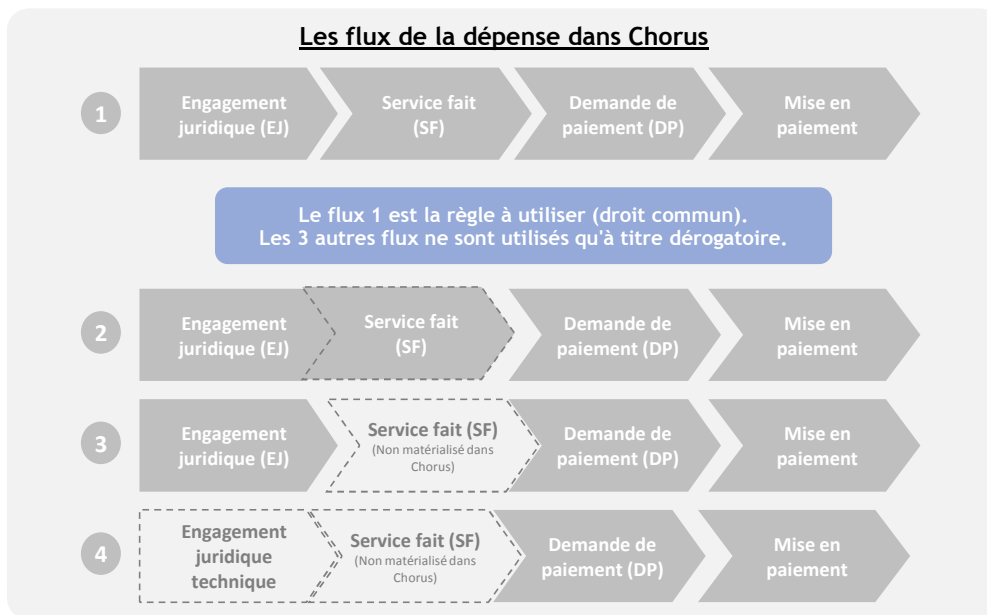 Les flux de la dépense dans Chorus
1
Engagement
juridique (EJ)
Service fait
(SF)
Demande de
paiement (DP)
Mise en
paiement
Le flux 1 est la règle à utiliser (droit commun).
Les 3 autres flux ne sont utilisés qu'à titre dérogatoire.
2
Engagement
juridique (EJ)
Service fait
(SF)
Demande de
paiement (DP)
Mise en
paiement
3
Engagement
juridique (EJ)
Service fait (SF)
(Non matérialisé dans
Chorus)
Demande de
paiement (DP)
Mise en
paiement
4
Engagement
juridique
technique
Service fait (SF)
(Non matérialisé dans
Chorus)
Demande de
paiement (DP)
Mise en
paiement